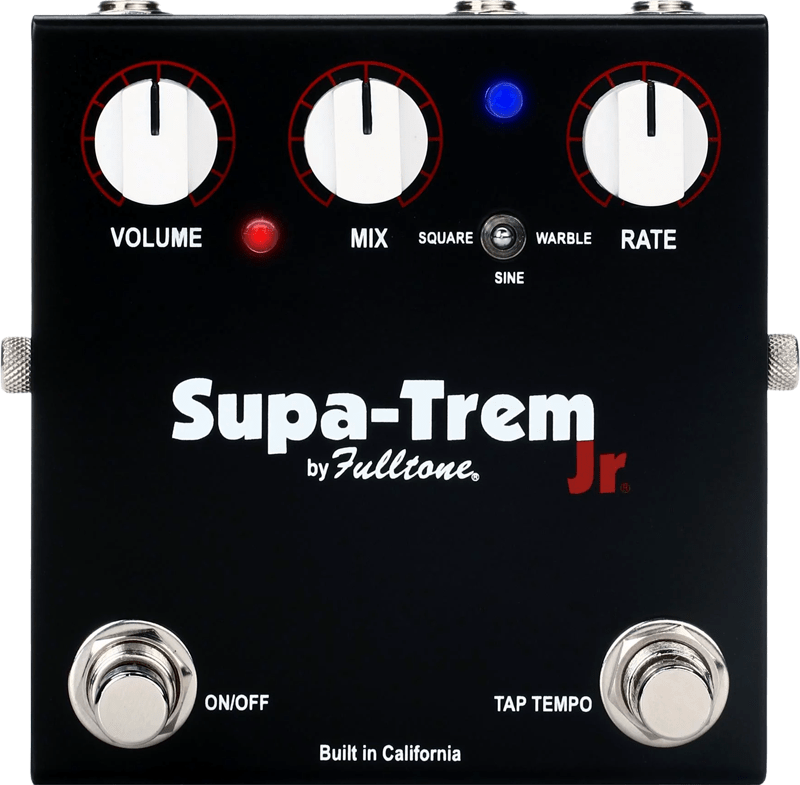 VOLUME
MIX
SQUARE
WARBLE
SINE
RATE
Supa-Trem
by Fulltone®
Jr.®
ON/OFF
TAP TEMPO
Built in California